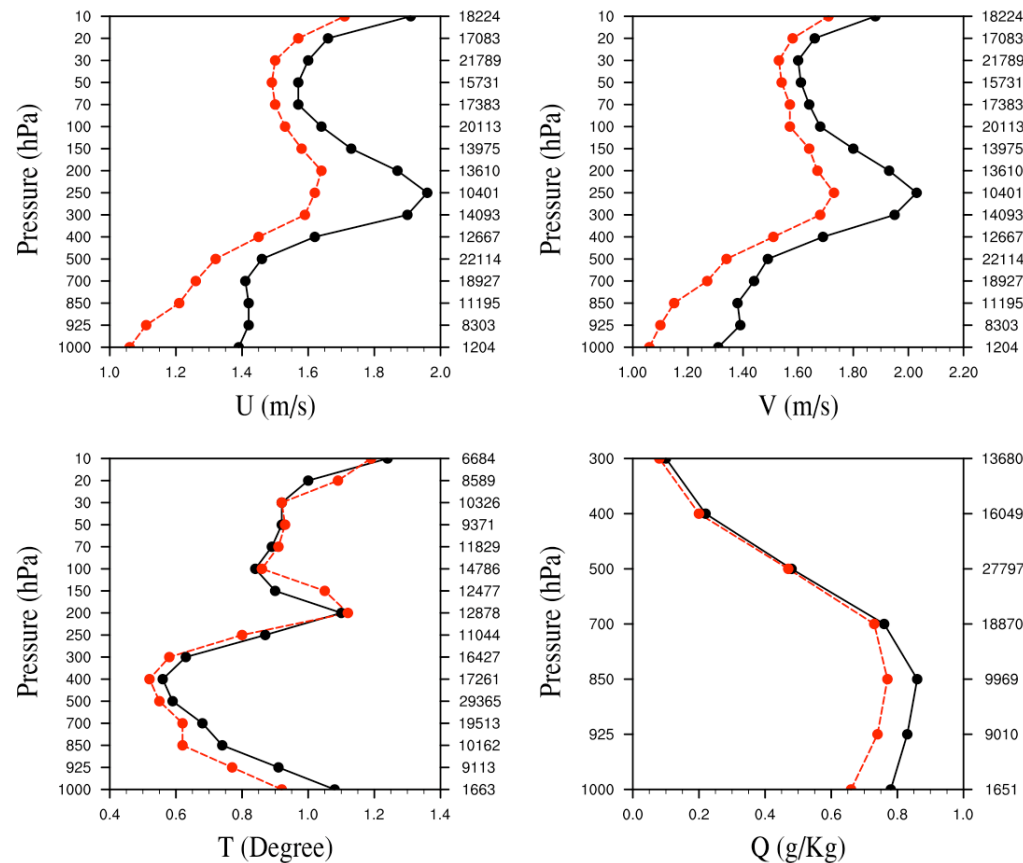 10 18224 10 18224
20 17083 20 17083
30 21789 30 21789
50 15731 50 15731
70 17383 70 17383
100 20113 100 20113
150 13975 150 13975
200 13610 200 13610
250 10401 250 10401
300 14093 300 14093
400 12667 400 12667
500 22114 500 22114
700 18927 700 18927
850 11195 850 11195
925 8303 925 8303
1000 1204 1000 1204
Pressure (hPa) Pressure (hPa)
1.0 1.2 1.4 1.6 1.8 2.0 1.00 1.20 1.40 1.60 1.80 2.00 2.20
U (m/s) V (m/s)
10 6684 300 13680
20 8589
30 10326
50 9371 400 16049
70 11829
100 14786 500 27797
150 12477
200 12878
250 11044 700 18870
300 16427
400 17261 850 9969
500 29365
700 19513
850 10162 925 9010
925 9113
1000 1663 1000 1651
Pressure (hPa) Pressure (hPa)
0.4 0.6 0.8 1.0 1.2 1.4 0.0 0.2 0.4 0.6 0.8 1.0
T (Degree) Q (g/Kg)